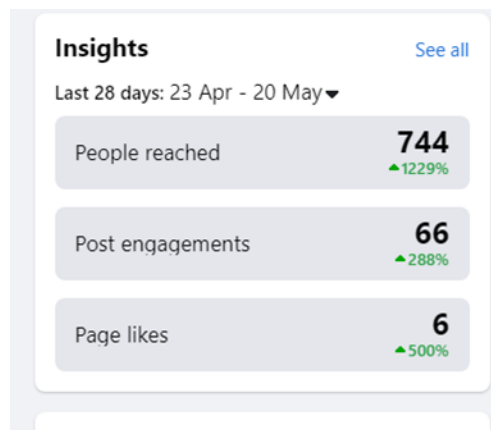 Insights See all
Last 28 days: 23 Apr - 20 May
People reached 744
1229%
Post engagements 66
288%
Page likes 6
500%